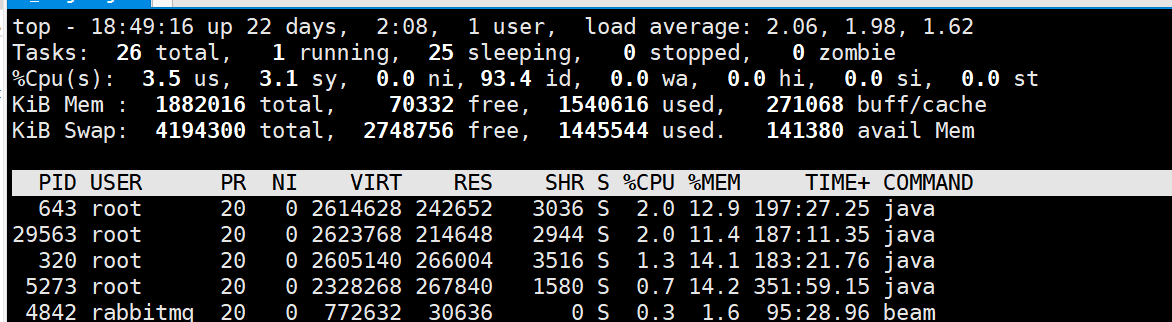 top - 18:49:16 up 22 days,  2:08,  1 user,  load average: 2.06, 1.98, 1.62
Tasks:  26 total,   1 running,  25 sleeping,   0 stopped,   0 zombie
%Cpu(s):  3.5 us,  3.1 sy,  0.0 ni, 93.4 id,  0.0 wa,  0.0 hi,  0.0 si,  0.0 st
KiB Mem :  1882016 total,    70332 free,  1540616 used,   271068 buff/cache
KiB Swap:  4194300 total,  2748756 free,  1445544 used.   141380 avail Mem
  PID USER      PR  NI    VIRT    RES    SHR S %CPU %MEM     TIME+ COMMAND
  643 root      20   0 2614628 242652   3036 S  2.0 12.9 197:27.25 java
29563 root      20   0 2623768 214648   2944 S  2.0 11.4 187:11.35 java
  320 root      20   0 2605140 266004   3516 S  1.3 14.1 183:21.76 java
 5273 root      20   0 2328268 267840   1580 S  0.7 14.2 351:59.15 java
 4842 rabbitmq  20   0  772632  30636      0 S  0.3  1.6  95:28.96 beam